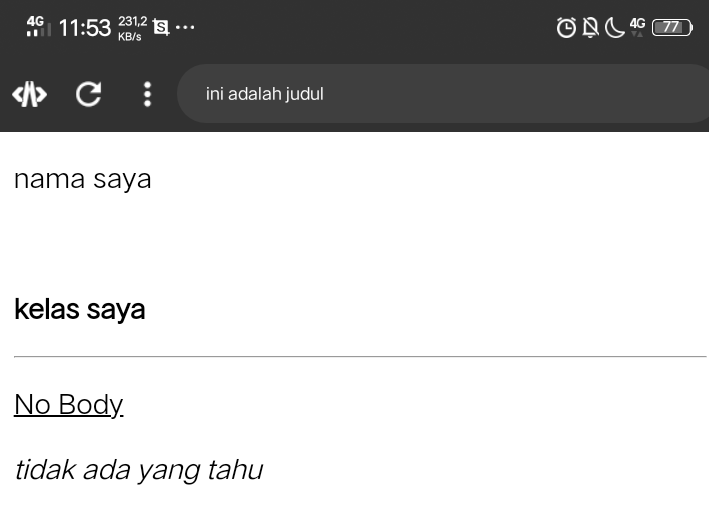 4G 11:53 231,2 KB/s S ... 4G 77
ini adalah judul
nama saya
kelas saya
No Body
tidak ada yang tahu